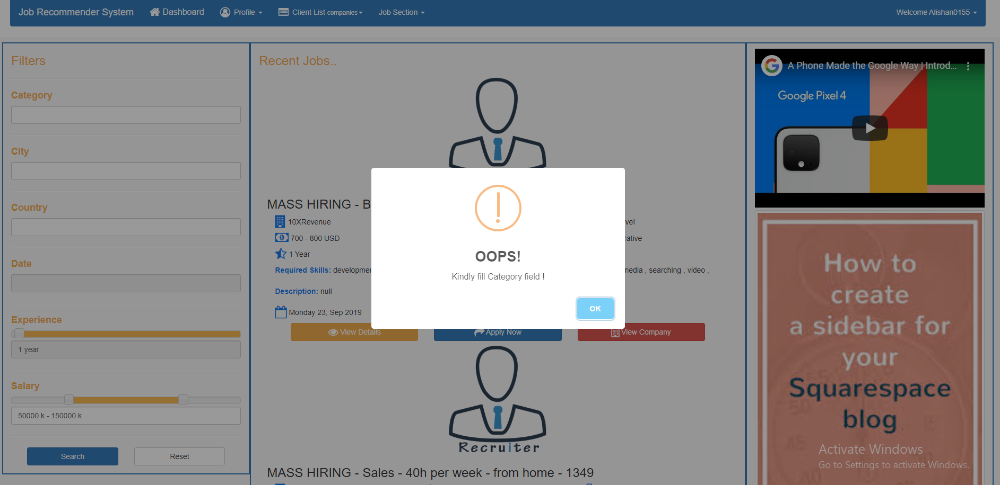 Job Recommender System
Dashboard
Profile
Client List companies
Job Section
Welcome Alishan0155
Filters
Category
City
Country
Date
Experience
1 year
Salary
50000 k - 150000 k
Search
Reset
Recent Jobs..
MASS HIRING - B
10XRevenue
vel
700 - 800 USD
rative
1 Year
Required Skills: developmen
media , searching , video ,
Description: null
Monday 23, Sep 2019
View Details
Apply Now
View Company
Recruiter
MASS HIRING - Sales - 40h per week - from home - 1349
OOPS!
Kindly fill Category field !
OK
A Phone Made the Google Way | Introd...
Google Pixel 4
How to
create
a sidebar for
your
Squarespace
blog
Activate Windows
Go to Settings to activate Windows.